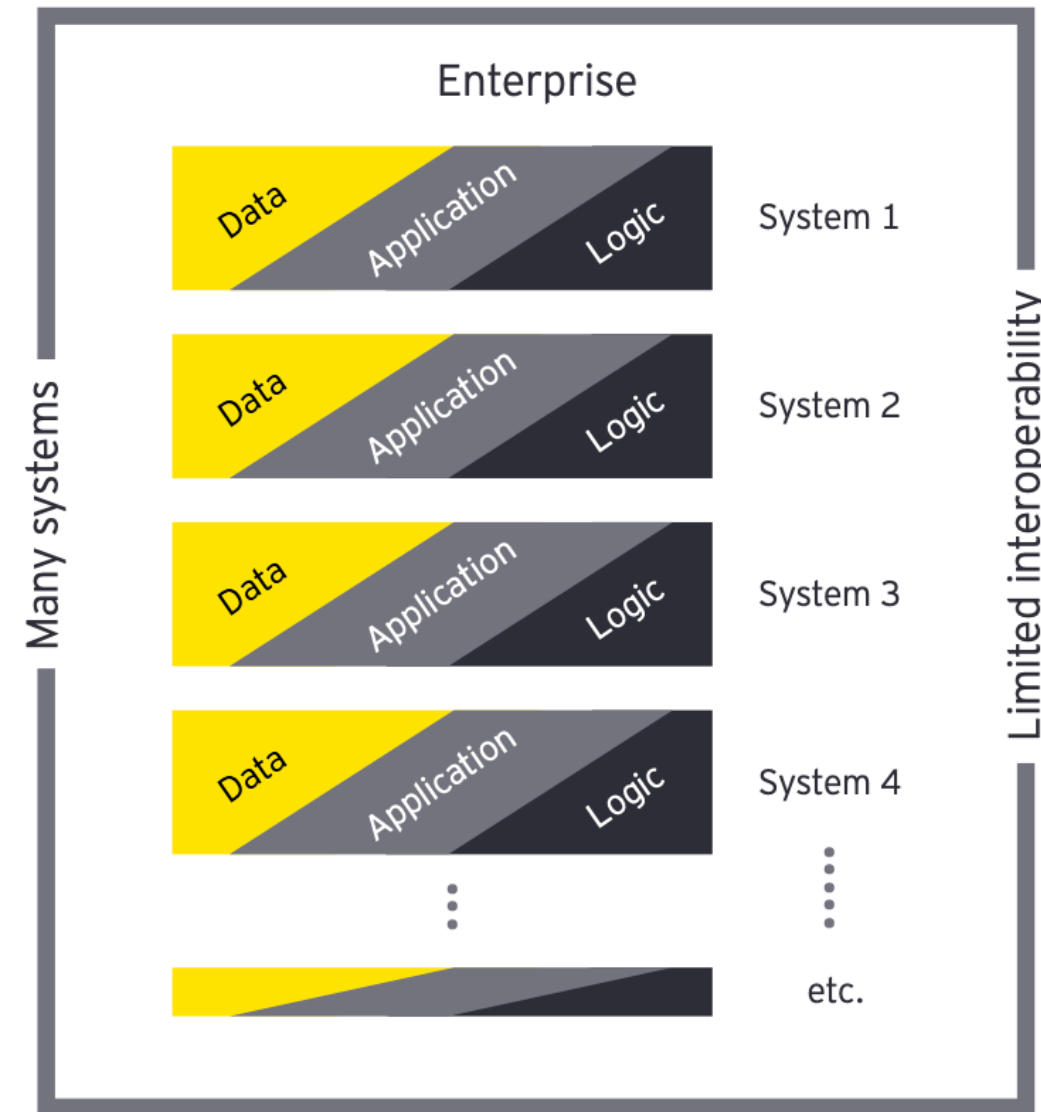 Enterprise
Data
Application
Logic
System 1
Data
Application
Logic
System 2
Data
Application
Logic
System 3
Data
Application
Logic
System 4
etc.
Many systems
Limited interoperability